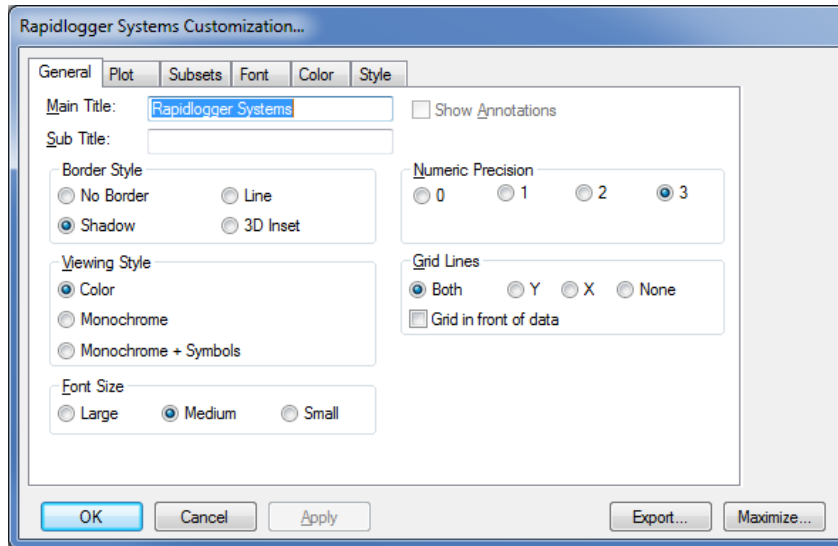 Rapidlogger Systems Customization...
General Plot Subsets Font Color Style
Main Title: Rapidlogger Systems Show Annotations
Sub Title:
Border Style
No Border Line
Shadow 3D Inset
Numeric Precision
0 1 2 3
Viewing Style
Color
Monochrome
Monochrome + Symbols
Grid Lines
Both Y X None
Grid in front of data
Font Size
Large Medium Small
OK Cancel Apply Export... Maximize...